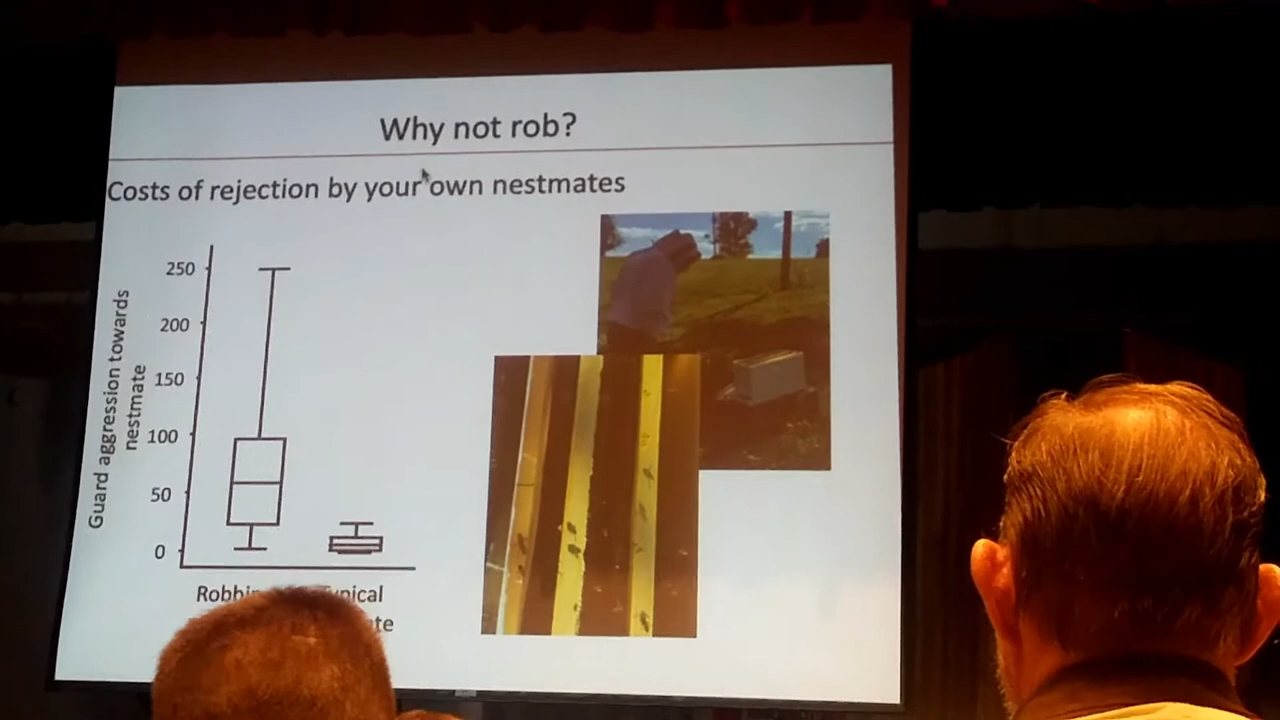 Why not rob?
Costs of rejection by your own nestmates
Guard aggression towards
nestmate
250
200
150
100
50
0